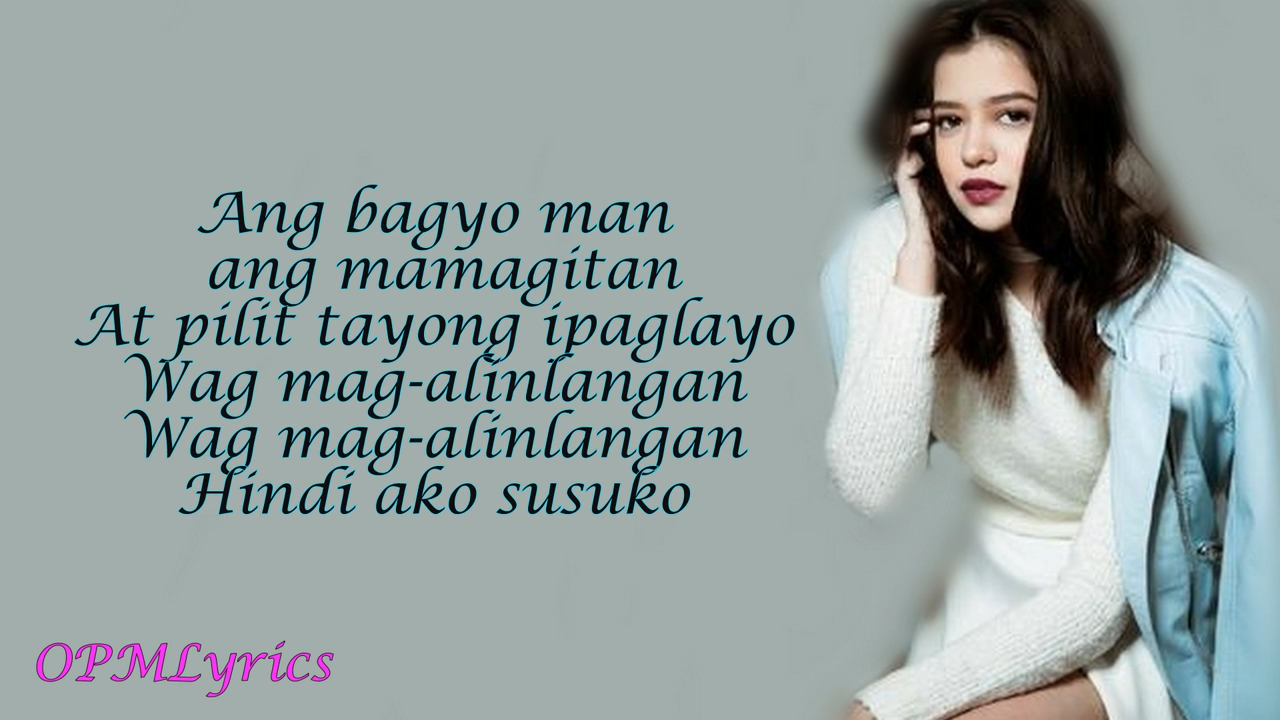 Ang bagyo man
ang mamagitan
At pilit tayong ipaglayo
Wag mag-alinlangan
Wag mag-alinlangan
Hindi ako susuko
OPMLyrics